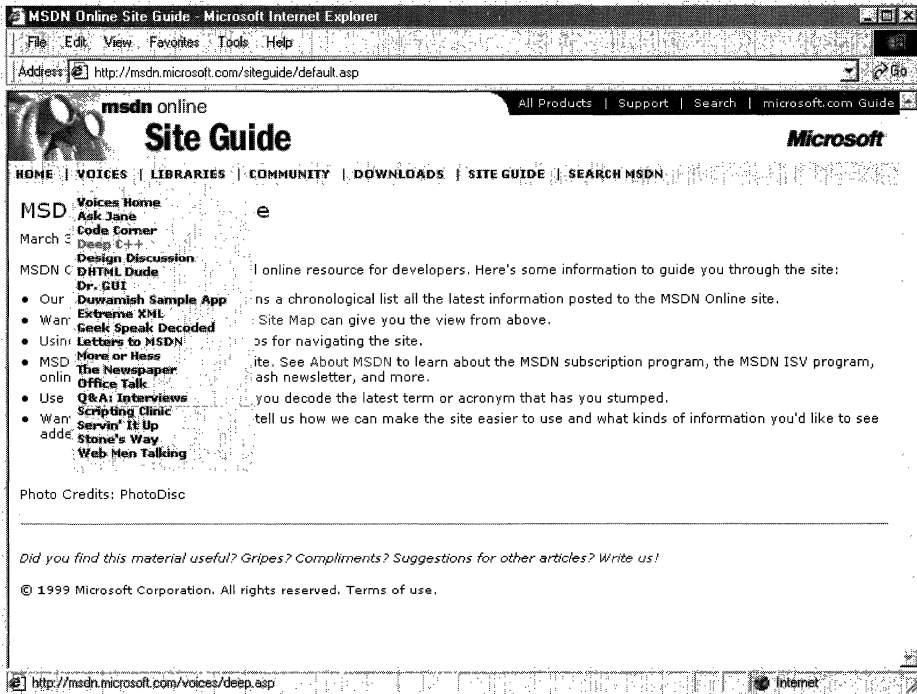 MSDN Online Site Guide - Microsoft Internet Explorer
File Edit View Favorites Tools Help
Address http://msdn.microsoft.com/siteguide/default.asp Go
msdn online
All Products | Support | Search | microsoft.com Guide
Site Guide
Microsoft
HOME | VOICES | LIBRARIES | COMMUNITY | DOWNLOADS | SITE GUIDE | SEARCH MSDN
MSD e
March 3
MSDN O l online resource for developers. Here's some information to guide you through the site:
• Our ns a chronological list all the latest information posted to the MSDN Online site.
• Wan Site Map can give you the view from above.
• Using ps for navigating the site.
• MSD ite. See About MSDN to learn about the MSDN subscription program, the MSDN ISV program,
onlin ash newsletter, and more.
• Use you decode the latest term or acronym that has you stumped.
• Wan tell us how we can make the site easier to use and what kinds of information you'd like to see
adde
Voices Home
Ask Jane
Code Corner
Deep C++
Design Discussion
DHTML Dude
Dr. GUI
Duwamish Sample App
Extreme XML
Geek Speak Decoded
Letters to MSDN
More or Hess
The Newspaper
Office Talk
Q&A: Interviews
Scripting Clinic
Servin' It Up
Stone's Way
Web Men Talking
Photo Credits: PhotoDisc
Did you find this material useful? Gripes? Compliments? Suggestions for other articles? Write us!
© 1999 Microsoft Corporation. All rights reserved. Terms of use.
http://msdn.microsoft.com/voices/deep.asp Internet